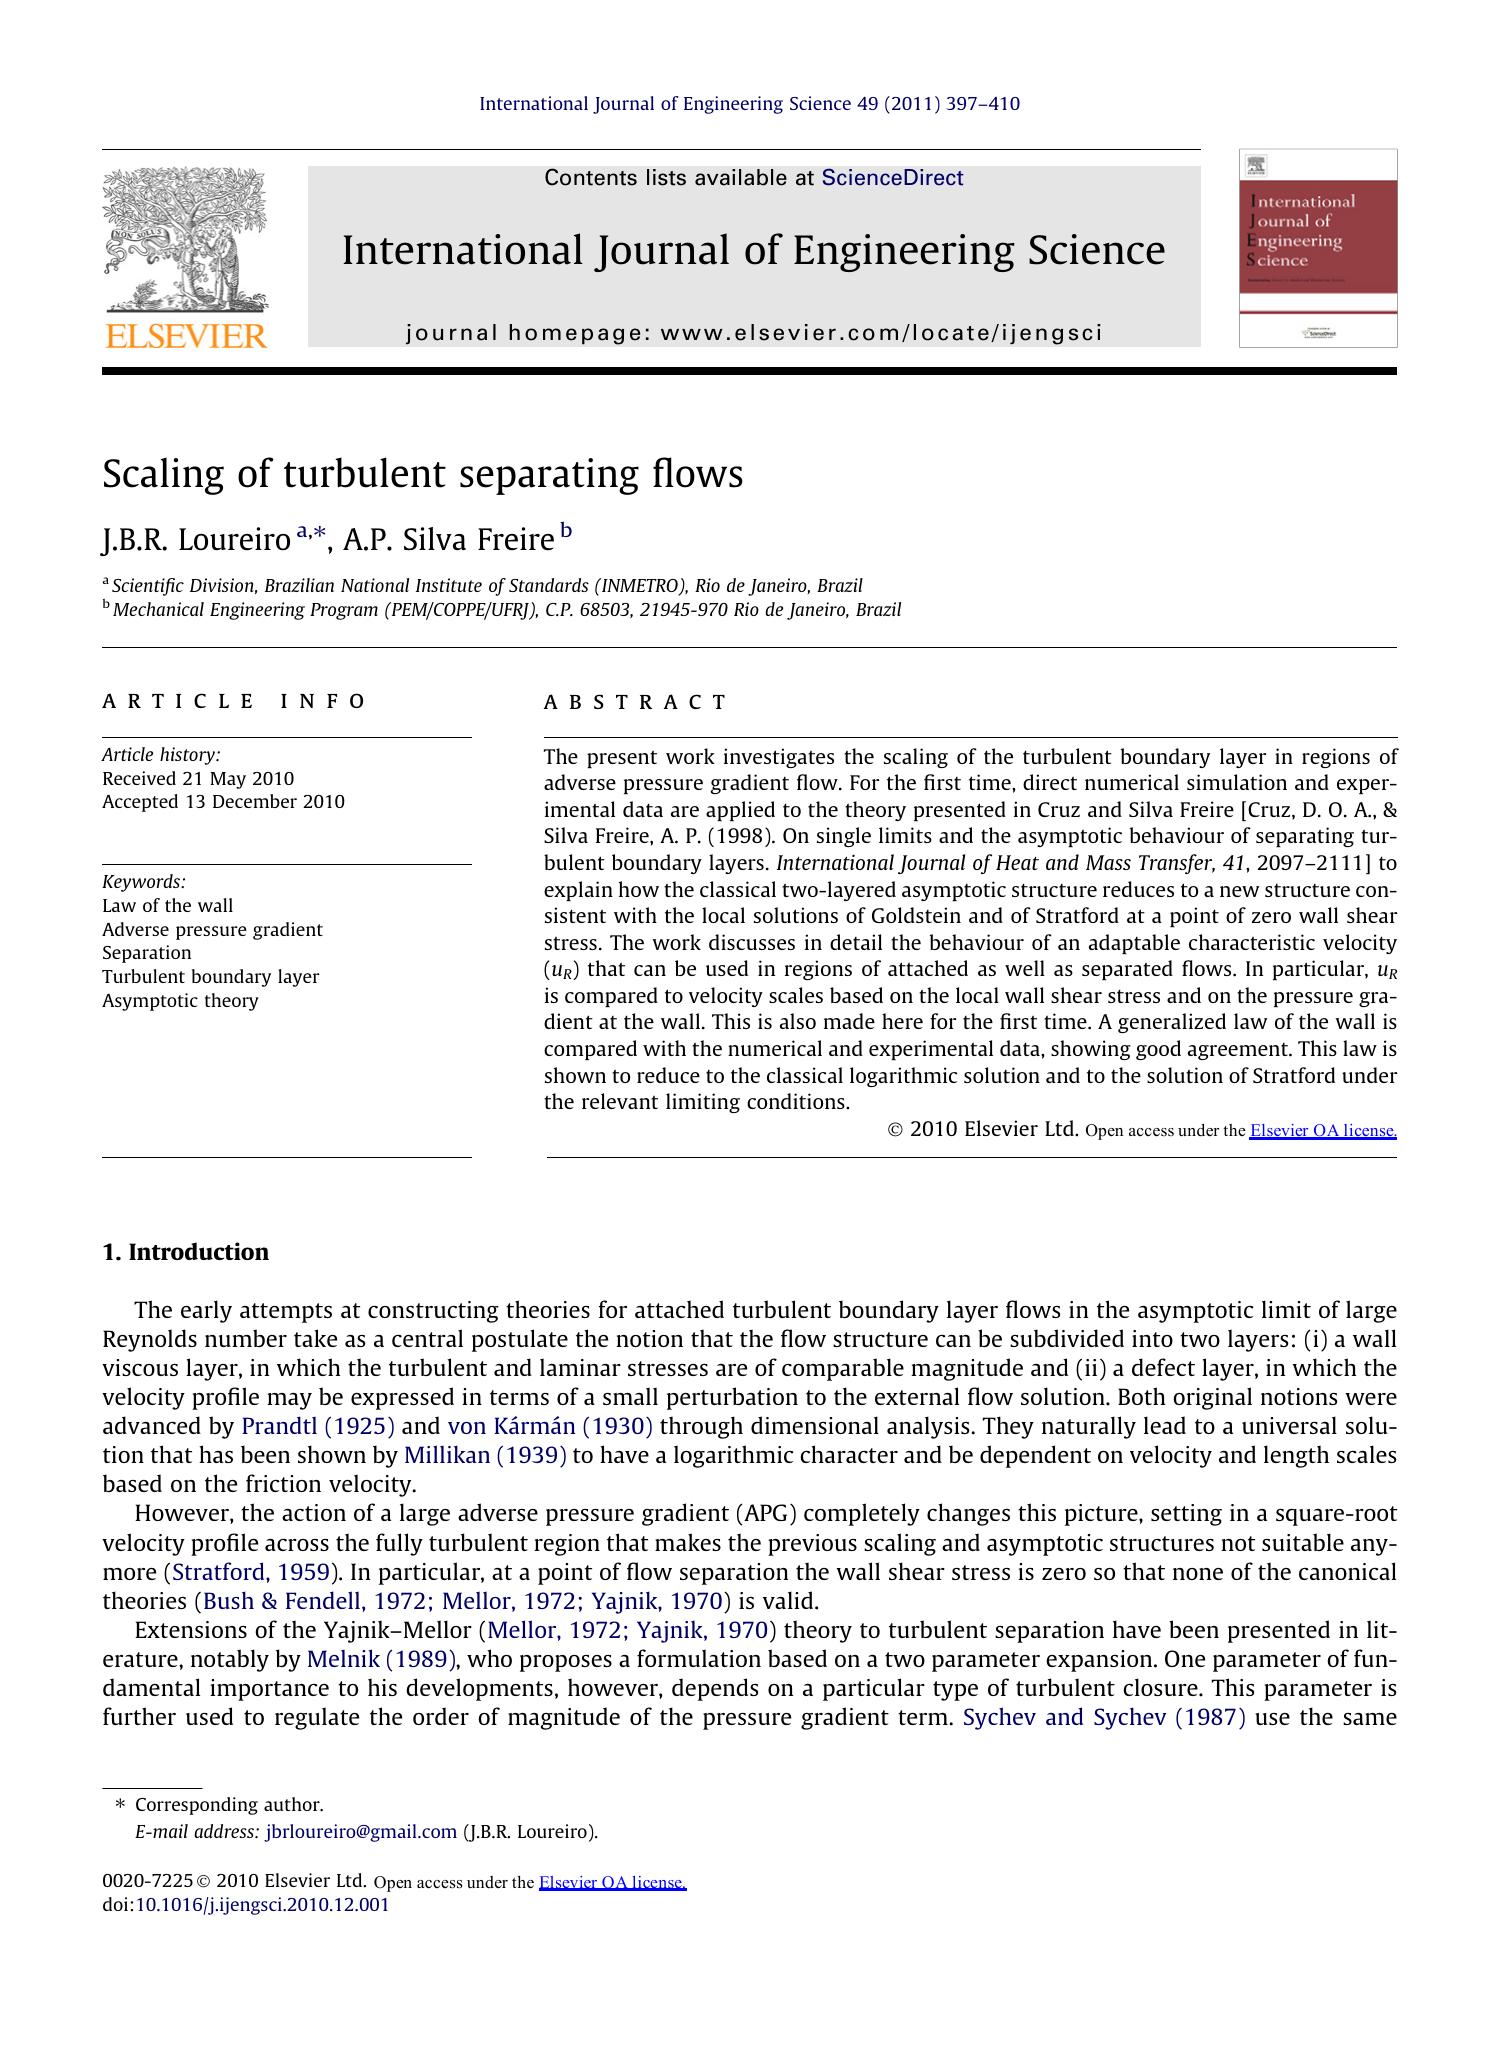 International Journal of Engineering Science 49 (2011) 397–410
NON SOLUS
ELSEVIER
Contents lists available at ScienceDirect
International Journal of Engineering Science
journal homepage: www.elsevier.com/locate/ijengsci
International
Journal of
Engineering
Science
Scaling of turbulent separating flows
J.B.R. Loureiro a,*, A.P. Silva Freire b
a Scientific Division, Brazilian National Institute of Standards (INMETRO), Rio de Janeiro, Brazil
b Mechanical Engineering Program (PEM/COPPE/UFRJ), C.P. 68503, 21945-970 Rio de Janeiro, Brazil
ARTICLE INFO
Article history:
Received 21 May 2010
Accepted 13 December 2010
Keywords:
Law of the wall
Adverse pressure gradient
Separation
Turbulent boundary layer
Asymptotic theory
ABSTRACT
The present work investigates the scaling of the turbulent boundary layer in regions of
adverse pressure gradient flow. For the first time, direct numerical simulation and exper-
imental data are applied to the theory presented in Cruz and Silva Freire [Cruz, D. O. A., &
Silva Freire, A. P. (1998). On single limits and the asymptotic behaviour of separating tur-
bulent boundary layers. International Journal of Heat and Mass Transfer, 41, 2097–2111] to
explain how the classical two-layered asymptotic structure reduces to a new structure con-
sistent with the local solutions of Goldstein and of Stratford at a point of zero wall shear
stress. The work discusses in detail the behaviour of an adaptable characteristic velocity
(uR) that can be used in regions of attached as well as separated flows. In particular, uR
is compared to velocity scales based on the local wall shear stress and on the pressure gra-
dient at the wall. This is also made here for the first time. A generalized law of the wall is
compared with the numerical and experimental data, showing good agreement. This law is
shown to reduce to the classical logarithmic solution and to the solution of Stratford under
the relevant limiting conditions.
© 2010 Elsevier Ltd. Open access under the Elsevier OA license.
1. Introduction
The early attempts at constructing theories for attached turbulent boundary layer flows in the asymptotic limit of large
Reynolds number take as a central postulate the notion that the flow structure can be subdivided into two layers: (i) a wall
viscous layer, in which the turbulent and laminar stresses are of comparable magnitude and (ii) a defect layer, in which the
velocity profile may be expressed in terms of a small perturbation to the external flow solution. Both original notions were
advanced by Prandtl (1925) and von Kármán (1930) through dimensional analysis. They naturally lead to a universal solu-
tion that has been shown by Millikan (1939) to have a logarithmic character and be dependent on velocity and length scales
based on the friction velocity.
However, the action of a large adverse pressure gradient (APG) completely changes this picture, setting in a square-root
velocity profile across the fully turbulent region that makes the previous scaling and asymptotic structures not suitable any-
more (Stratford, 1959). In particular, at a point of flow separation the wall shear stress is zero so that none of the canonical
theories (Bush & Fendell, 1972; Mellor, 1972; Yajnik, 1970) is valid.
Extensions of the Yajnik–Mellor (Mellor, 1972; Yajnik, 1970) theory to turbulent separation have been presented in lit-
erature, notably by Melnik (1989), who proposes a formulation based on a two parameter expansion. One parameter of fun-
damental importance to his developments, however, depends on a particular type of turbulent closure. This parameter is
further used to regulate the order of magnitude of the pressure gradient term. Sychev and Sychev (1987) use the same
* Corresponding author.
E-mail address: jbrloureiro@gmail.com (J.B.R. Loureiro).
0020-7225 © 2010 Elsevier Ltd. Open access under the Elsevier OA license.
doi:10.1016/j.ijengsci.2010.12.001